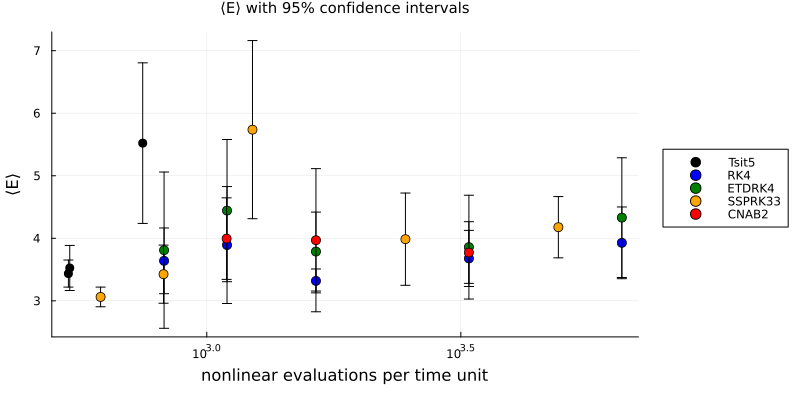 ⟨E⟩ with 95% confidence intervals
7
6
5
4
3
⟨E⟩
10^3.0
10^3.5
nonlinear evaluations per time unit
Tsit5
RK4
ETDRK4
SSPRK33
CNAB2